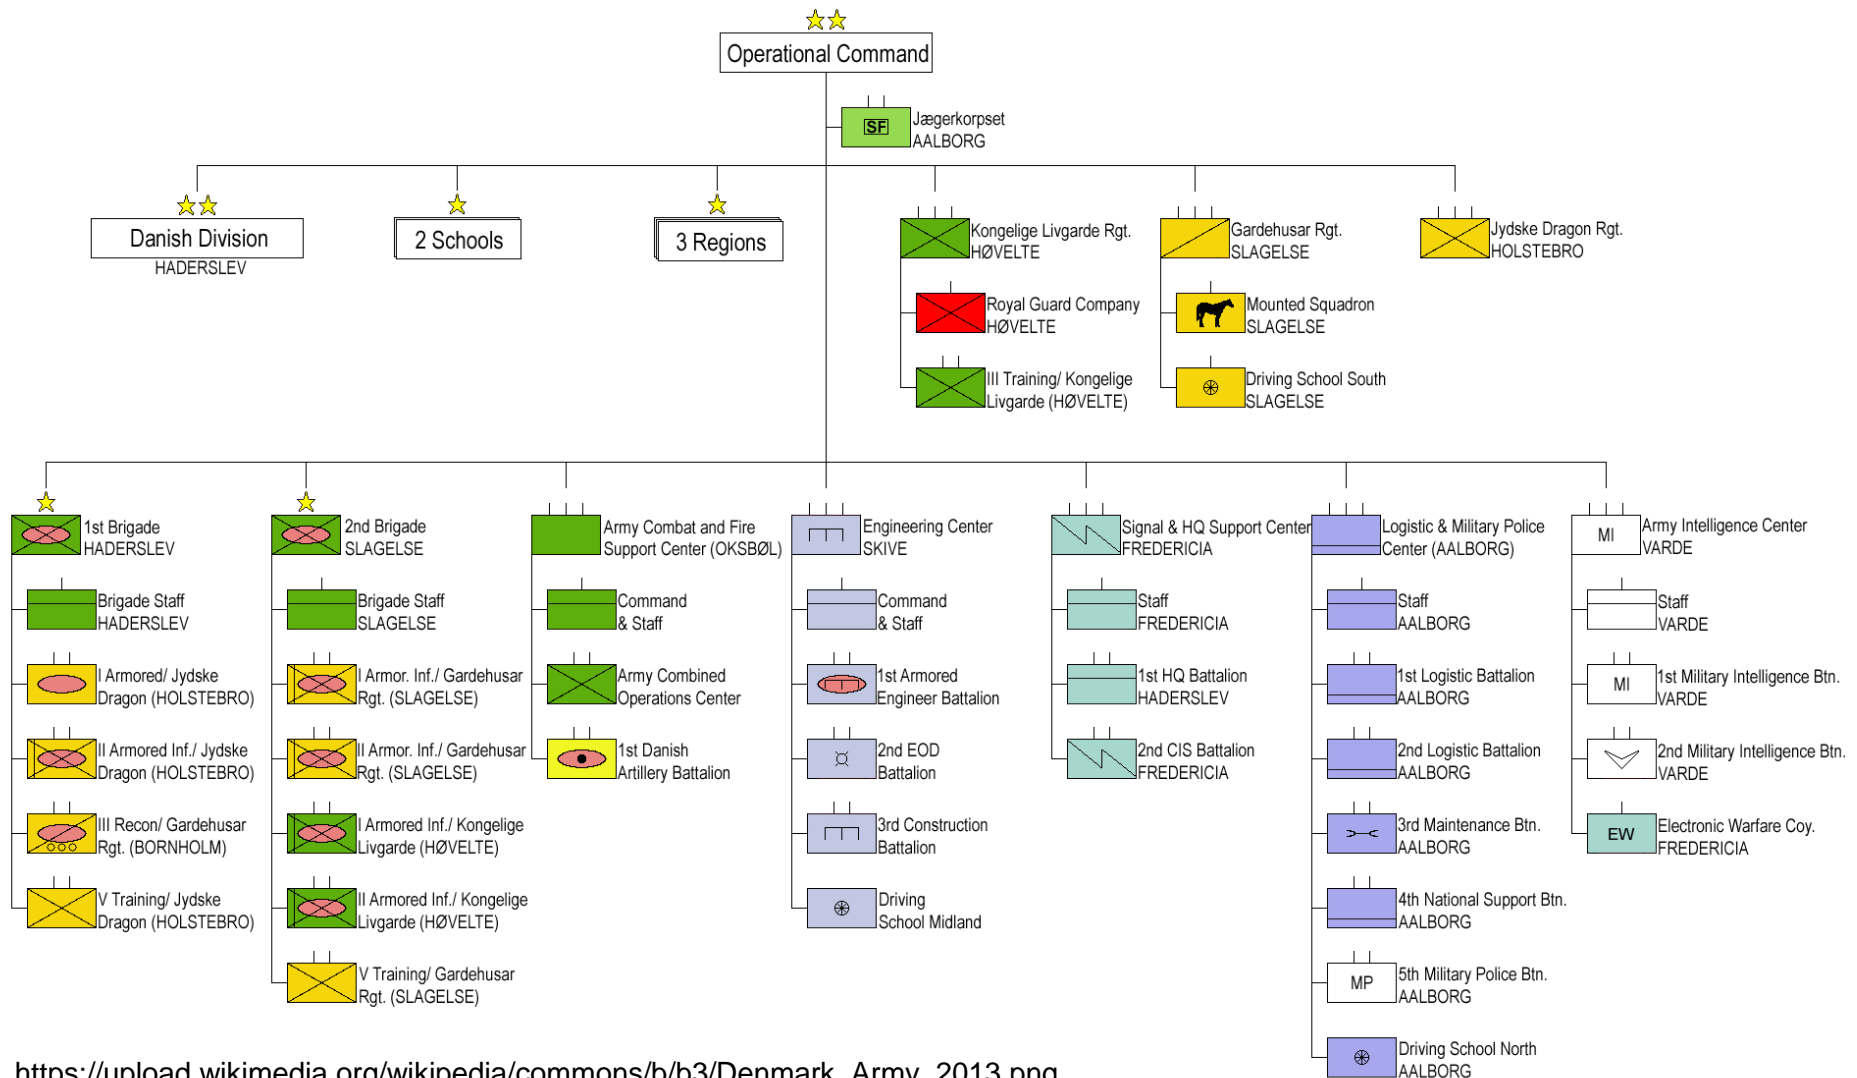 Operational Command
SF
Jægerkorpset
AALBORG
Danish Division
HADERSLEV
2 Schools
3 Regions
Kongelige Livgarde Rgt.
HØVELTE
Royal Guard Company
HØVELTE
III Training/ Kongelige
Livgarde (HØVELTE)
Gardehusar Rgt.
SLAGELSE
Mounted Squadron
SLAGELSE
Driving School South
SLAGELSE
Jydske Dragon Rgt.
HOLSTEBRO
1st Brigade
HADERSLEV
Brigade Staff
HADERSLEV
I Armored/ Jydske
Dragon (HOLSTEBRO)
II Armored Inf./ Jydske
Dragon (HOLSTEBRO)
III Recon/ Gardehusar
Rgt. (BORNHOLM)
V Training/ Jydske
Dragon (HOLSTEBRO)
2nd Brigade
SLAGELSE
Brigade Staff
SLAGELSE
I Armor. Inf./ Gardehusar
Rgt. (SLAGELSE)
II Armor. Inf./ Gardehusar
Rgt. (SLAGELSE)
I Armored Inf./ Kongelige
Livgarde (HØVELTE)
II Armored Inf./ Kongelige
Livgarde (HØVELTE)
V Training/ Gardehusar
Rgt. (SLAGELSE)
Army Combat and Fire
Support Center (OKSBØL)
Command
& Staff
Army Combined
Operations Center
1st Danish
Artillery Battalion
Engineering Center
SKIVE
Command
& Staff
1st Armored
Engineer Battalion
2nd EOD
Battalion
3rd Construction
Battalion
Driving
School Midland
Signal & HQ Support Center
FREDERICIA
Staff
FREDERICIA
1st HQ Battalion
HADERSLEV
2nd CIS Battalion
FREDERICIA
Logistic & Military Police
Center (AALBORG)
Staff
AALBORG
1st Logistic Battalion
AALBORG
2nd Logistic Battalion
AALBORG
3rd Maintenance Btn.
AALBORG
4th National Support Btn.
AALBORG
MP
5th Military Police Btn.
AALBORG
Driving School North
AALBORG
MI
Army Intelligence Center
VARDE
Staff
VARDE
MI
1st Military Intelligence Btn.
VARDE
2nd Military Intelligence Btn.
VARDE
EW
Electronic Warfare Coy.
FREDERICIA
https://upload.wikimedia.org/wikipedia/commons/b/b3/Denmark_Army_2013.png